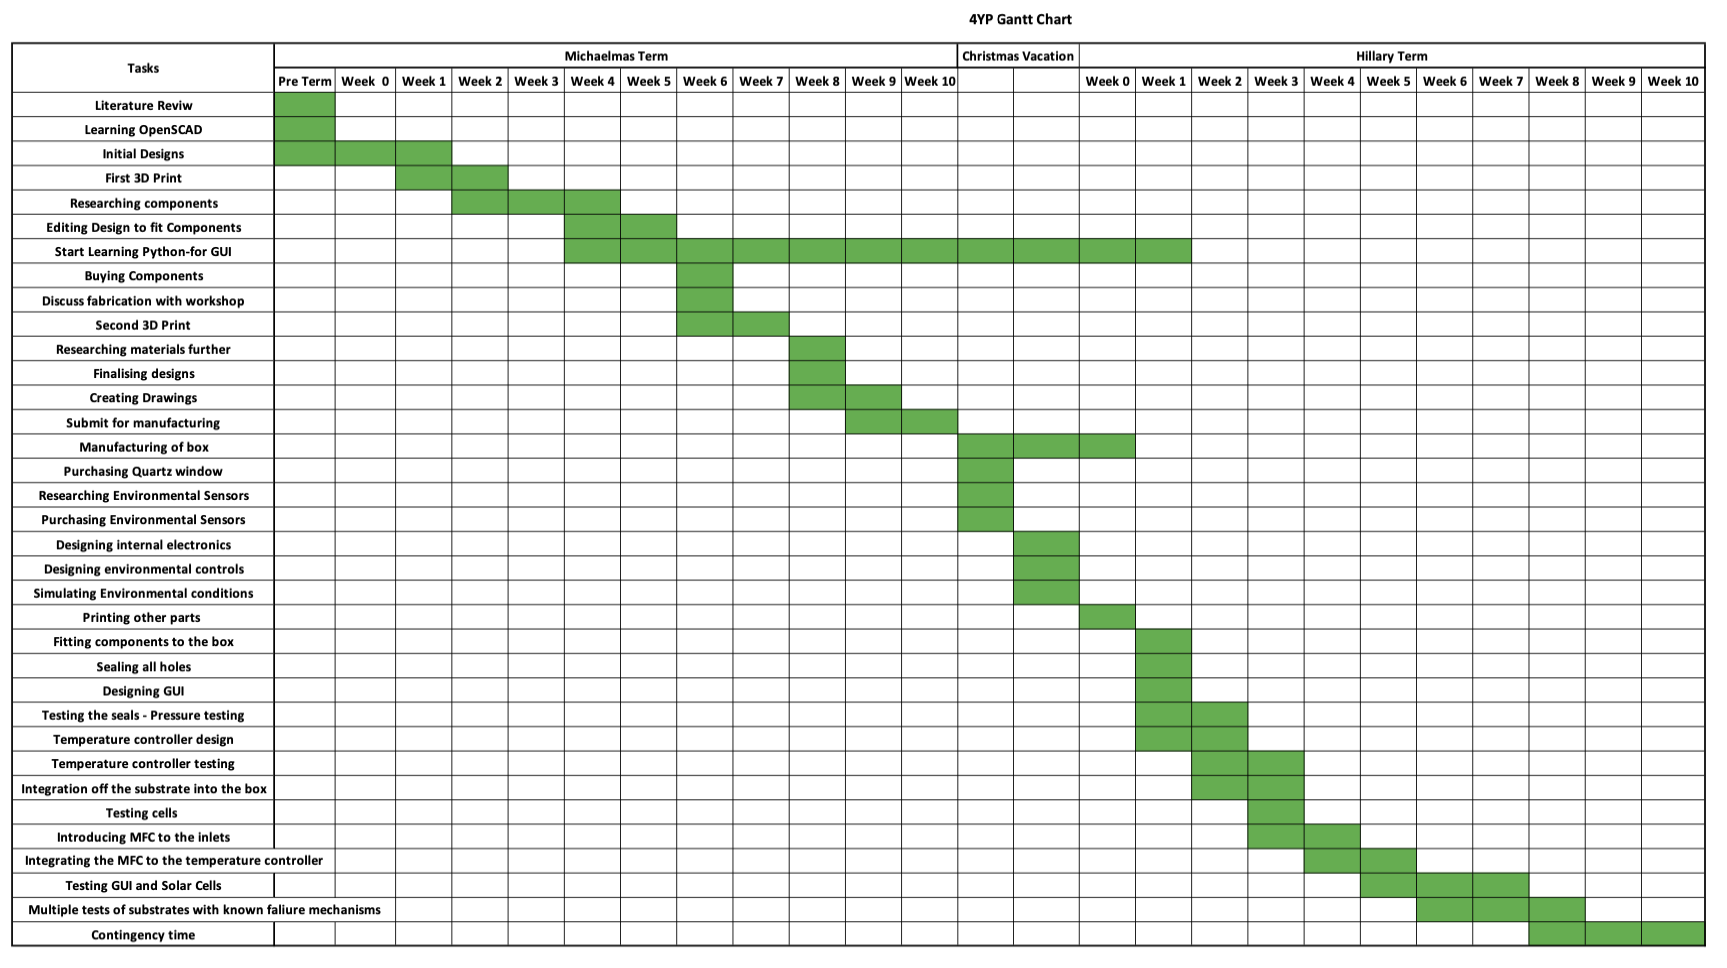 4YP Gantt Chart
Tasks Michaelmas Term Christmas Vacation Hillary Term
Pre Term Week 0 Week 1 Week 2 Week 3 Week 4 Week 5 Week 6 Week 7 Week 8 Week 9 Week 10 Week 0 Week 1 Week 2 Week 3 Week 4 Week 5 Week 6 Week 7 Week 8 Week 9 Week 10
Literature Reviw
Learning OpenSCAD
Initial Designs
First 3D Print
Researching components
Editing Design to fit Components
Start Learning Python-for GUI
Buying Components
Discuss fabrication with workshop
Second 3D Print
Researching materials further
Finalising designs
Creating Drawings
Submit for manufacturing
Manufacturing of box
Purchasing Quartz window
Researching Environmental Sensors
Purchasing Environmental Sensors
Designing internal electronics
Designing environmental controls
Simulating Environmental conditions
Printing other parts
Fitting components to the box
Sealing all holes
Designing GUI
Testing the seals - Pressure testing
Temperature controller design
Temperature controller testing
Integration off the substrate into the box
Testing cells
Introducing MFC to the inlets
Integrating the MFC to the temperature controller
Testing GUI and Solar Cells
Multiple tests of substrates with known faliure mechanisms
Contingency time